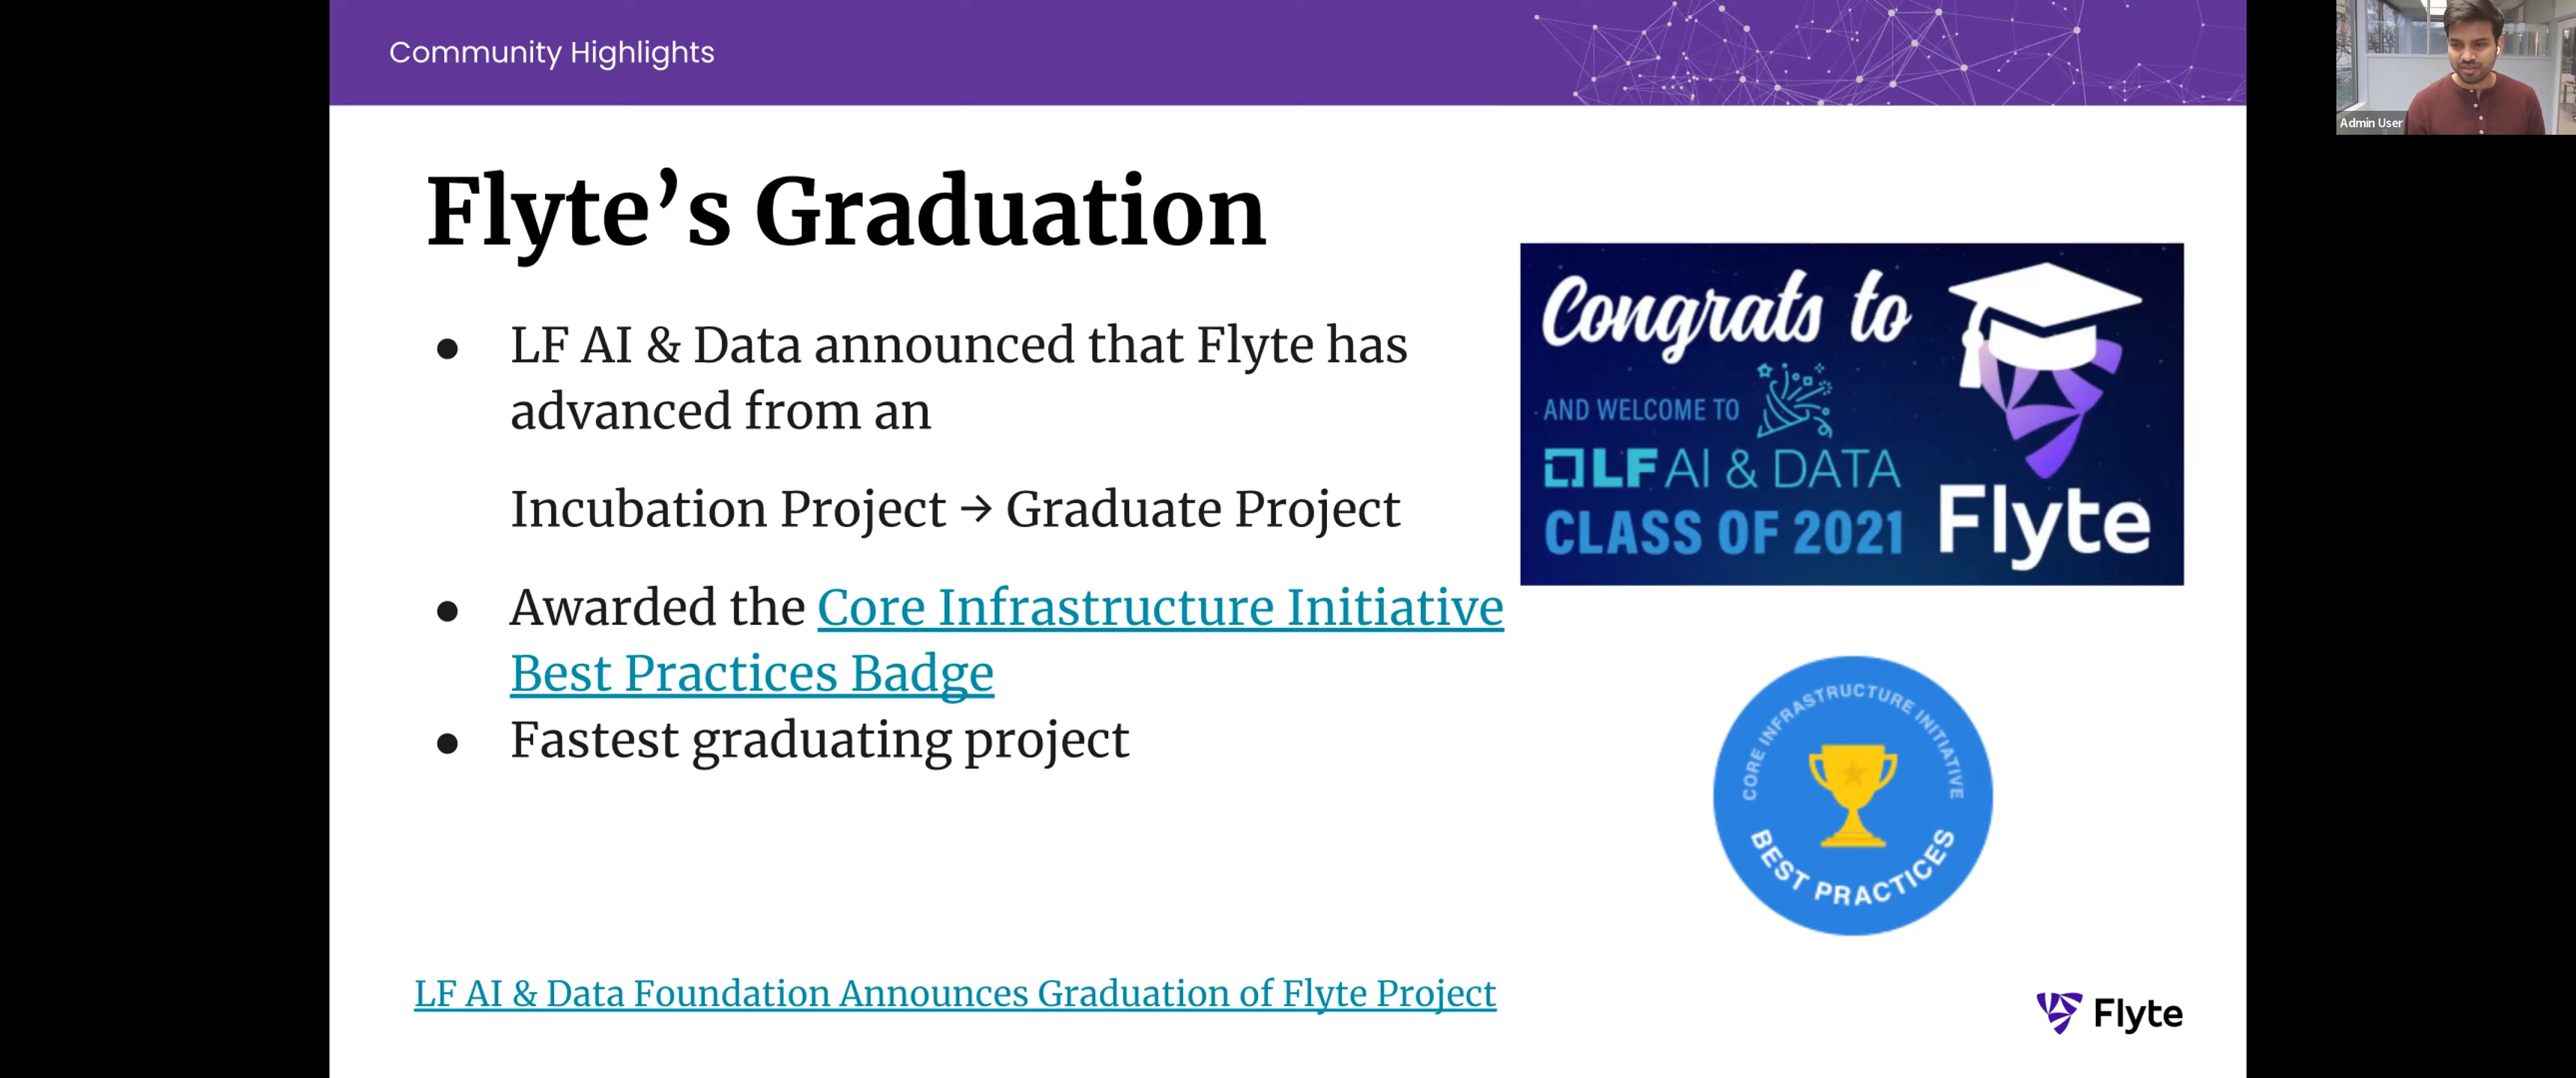 Community Highlights
Admin User
Flyte’s Graduation
● LF AI & Data announced that Flyte has
advanced from an
Incubation Project → Graduate Project
● Awarded the Core Infrastructure Initiative
Best Practices Badge
● Fastest graduating project
LF AI & Data Foundation Announces Graduation of Flyte Project
Congrats to
AND WELCOME TO
LF AI & DATA
CLASS OF 2021
Flyte
CORE INFRASTRUCTURE INITIATIVE
BEST PRACTICES
Flyte